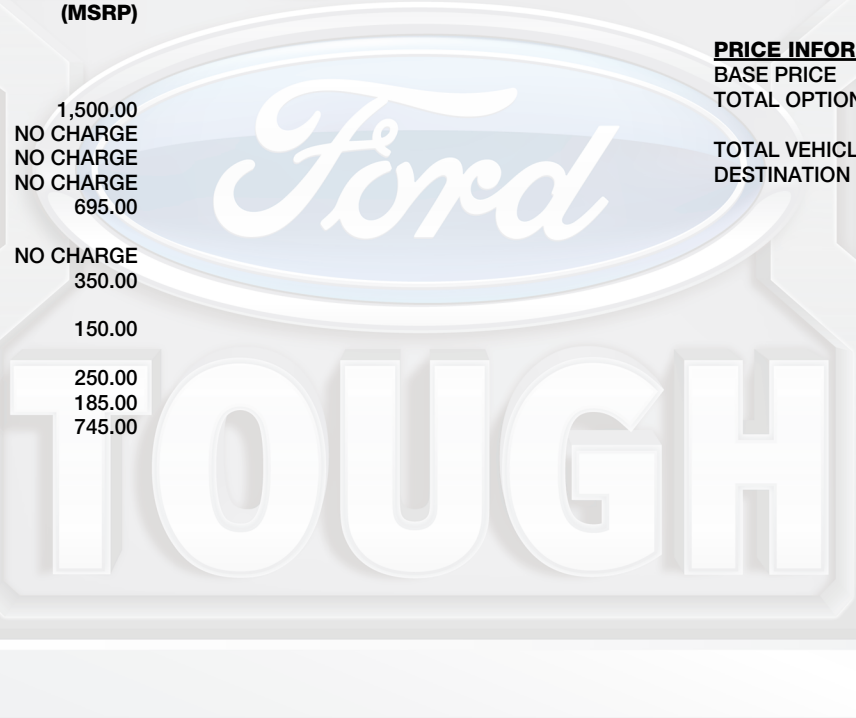 (MSRP)
1,500.00
NO CHARGE
NO CHARGE
NO CHARGE
695.00
NO CHARGE
350.00
150.00
250.00
185.00
745.00
PRICE INFOR
BASE PRICE
TOTAL OPTION
TOTAL VEHICL
DESTINATION
Ford
TOUGH